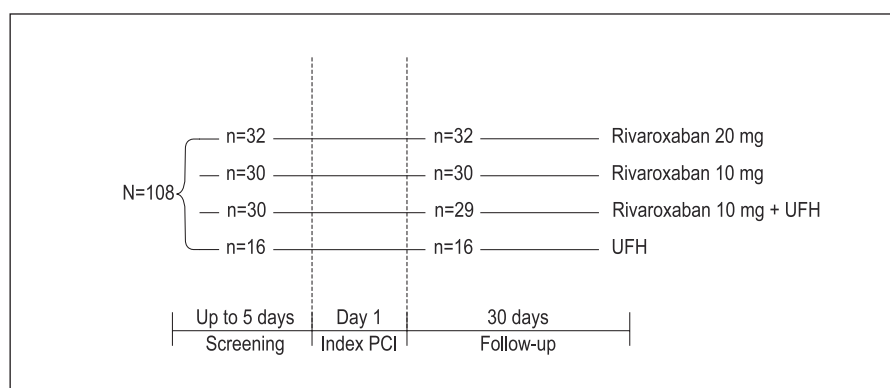 n=32 n=32 Rivaroxaban 20 mg
n=30 n=30 Rivaroxaban 10 mg
N=108
n=30 n=29 Rivaroxaban 10 mg + UFH
n=16 n=16 UFH
Up to 5 days Day 1 30 days
Screening Index PCI Follow-up